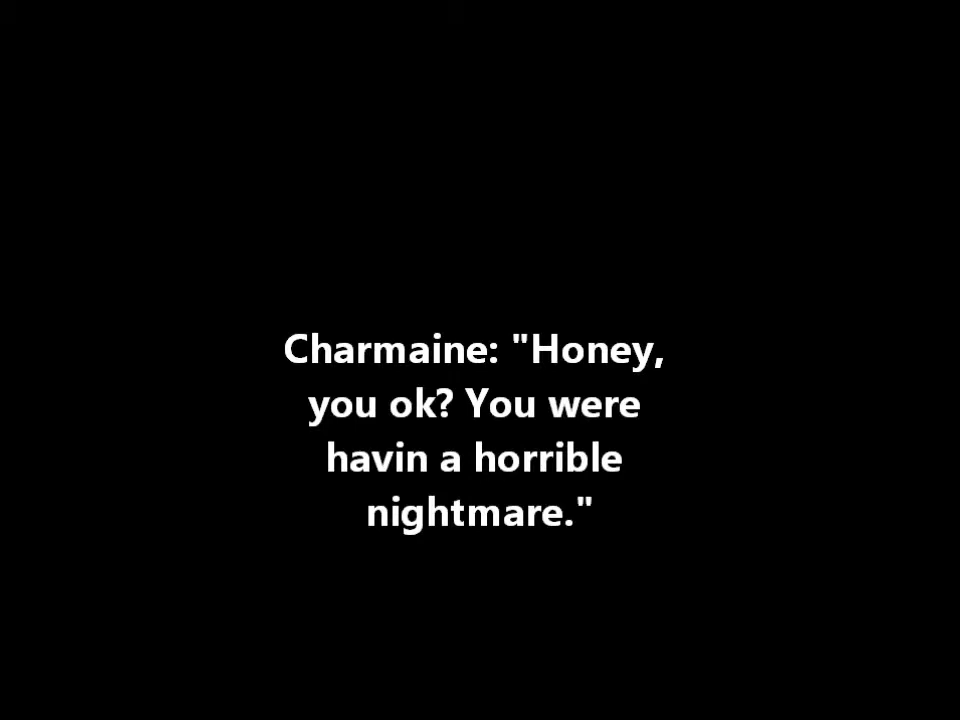 Charmaine: "Honey,
you ok? You were
havin a horrible
nightmare."